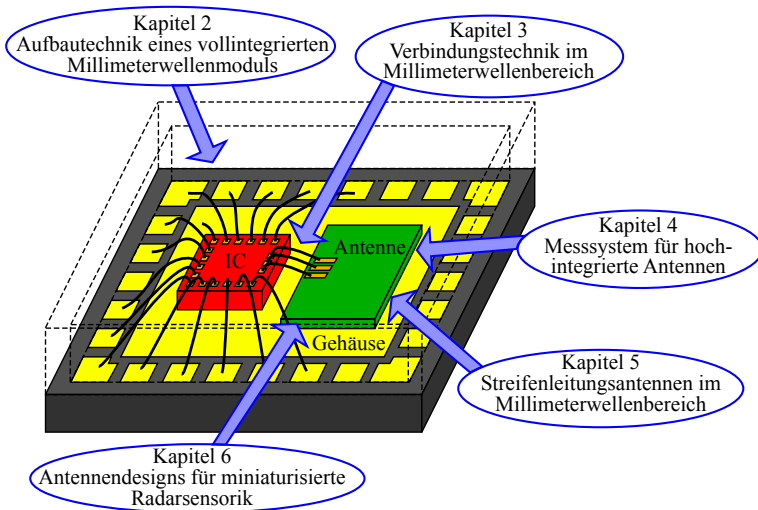 Kapitel 2
Aufbautechnik eines vollintegrierten
Millimeterwellenmoduls
Kapitel 3
Verbindungstechnik im
Millimeterwellenbereich
IC
Antenne
Gehäuse
Kapitel 4
Messsystem für hoch-
integrierte Antennen
Kapitel 5
Streifenleitungsantennen im
Millimeterwellenbereich
Kapitel 6
Antennendesigns für miniaturisierte
Radarsensorik